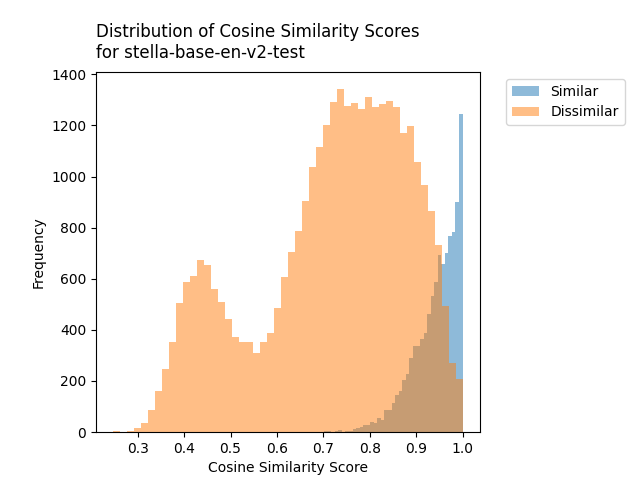 Distribution of Cosine Similarity Scores
for stella-base-en-v2-test
Similar
Dissimilar
1400
1200
1000
800
600
400
200
0
Frequency
0.3 0.4 0.5 0.6 0.7 0.8 0.9 1.0
Cosine Similarity Score